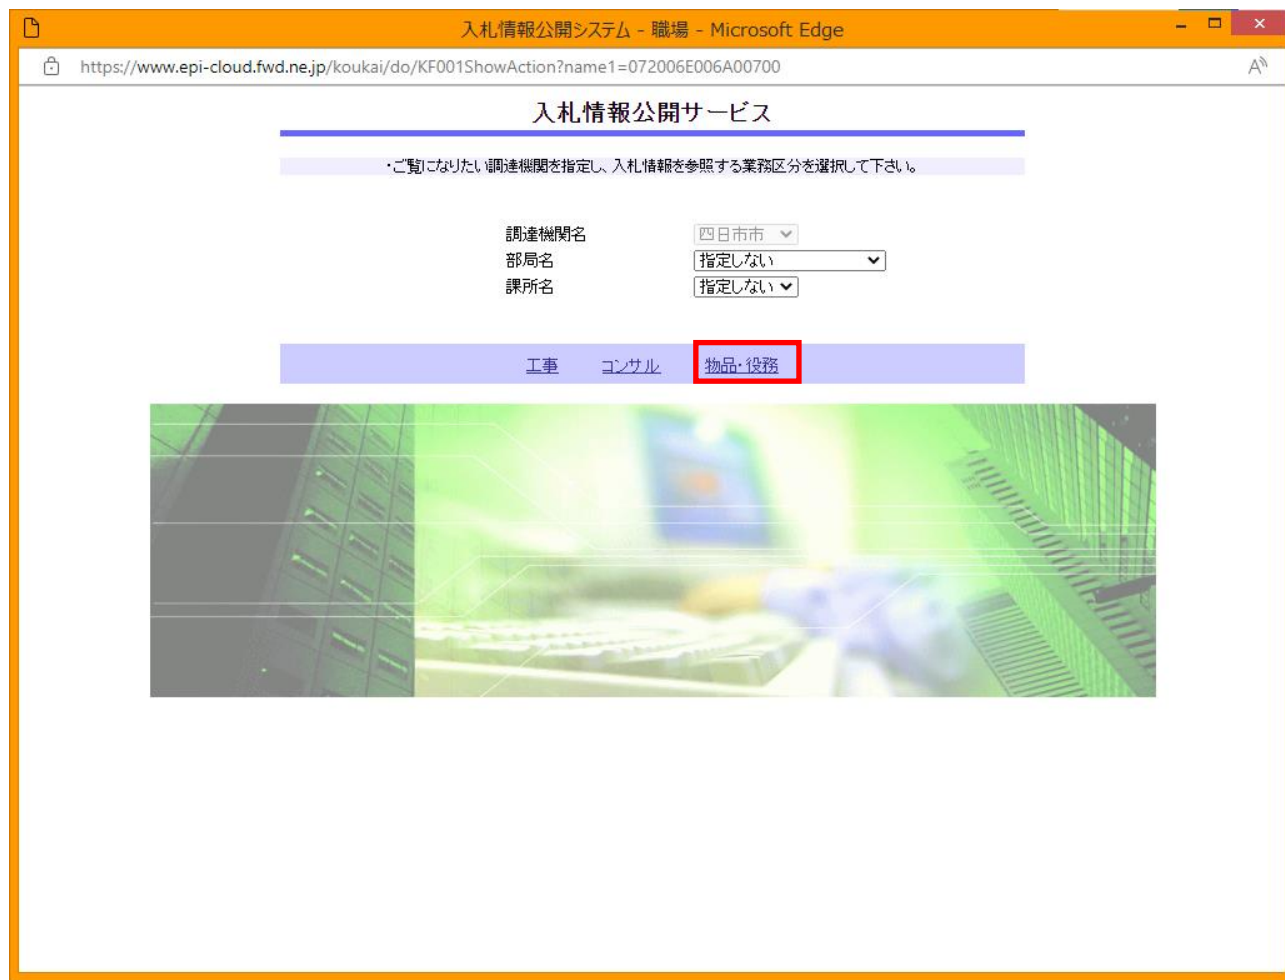 入札情報公開システム - 職場 - Microsoft Edge
https://www.epi-cloud.fwd.ne.jp/koukai/do/KF001ShowAction?name1=072006E006A00700
入札情報公開サービス
・ご覧になりたい調達機関を指定し、入札情報を参照する業務区分を選択して下さい。
調達機関名 四日市市
部局名 指定しない
課所名 指定しない
工事 コンサル 物品・役務